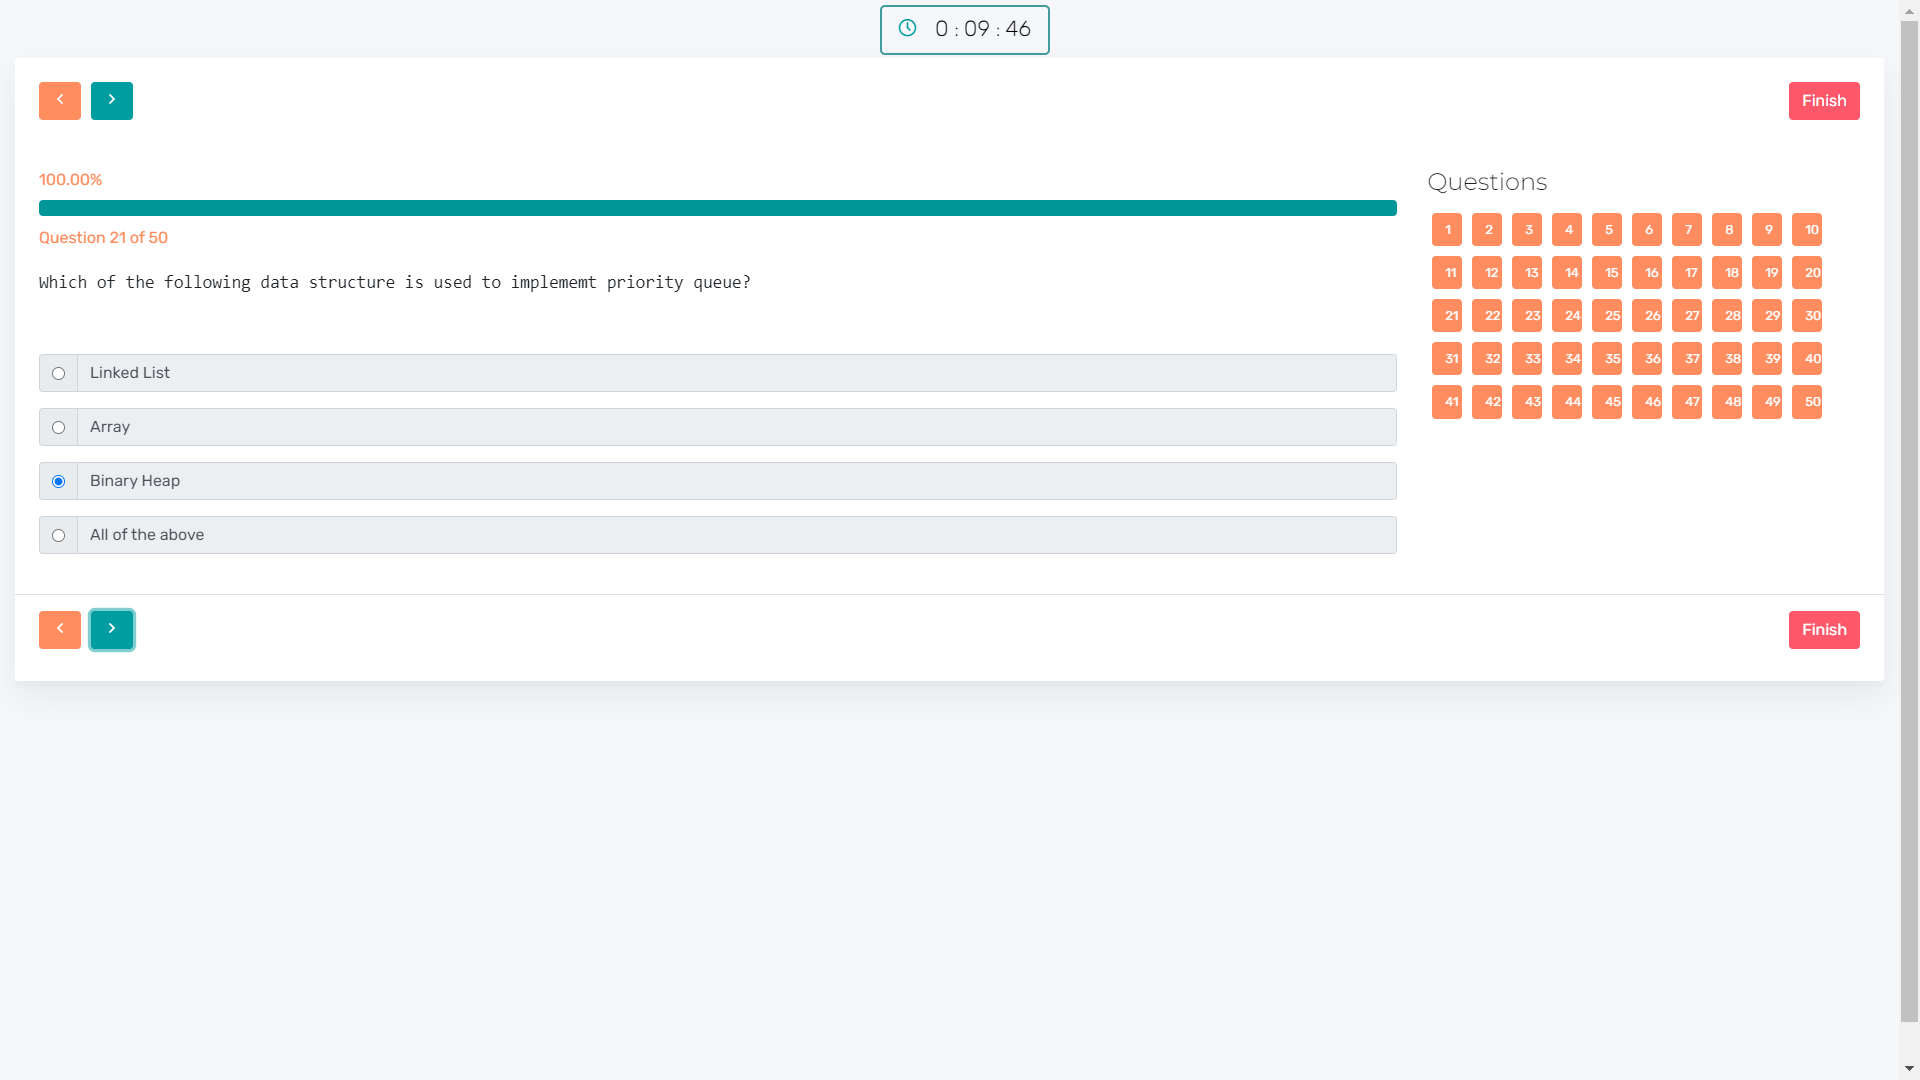 0 : 09 : 46
Finish
100.00%
Question 21 of 50
Which of the following data structure is used to implememt priority queue?
Linked List
Array
Binary Heap
All of the above
Questions
1 2 3 4 5 6 7 8 9 10
11 12 13 14 15 16 17 18 19 20
21 22 23 24 25 26 27 28 29 30
31 32 33 34 35 36 37 38 39 40
41 42 43 44 45 46 47 48 49 50
Finish